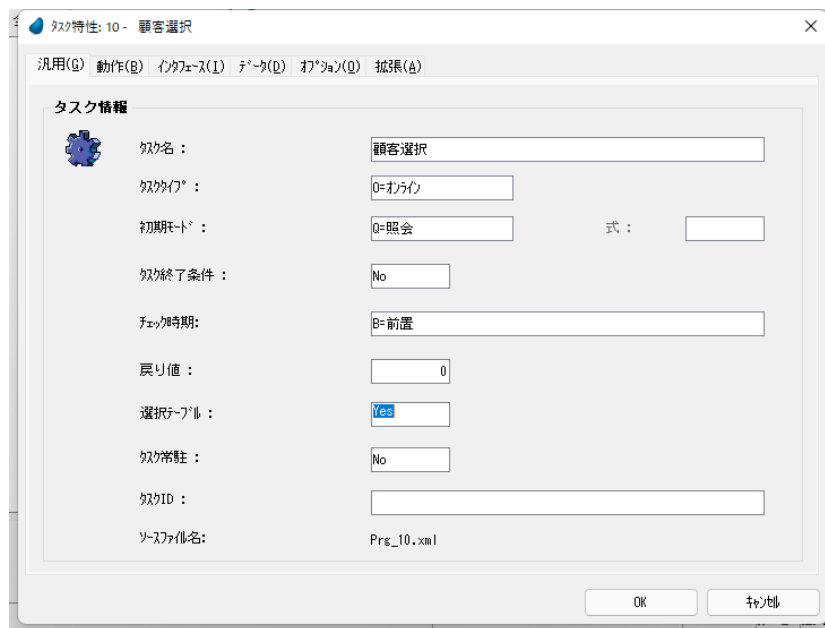 ﾀｽｸ特性: 10 - 顧客選択
汎用(G) 動作(B) ｲﾝﾀﾌｪｰｽ(I) ﾃﾞｰﾀ(D) ｵﾌﾟｼｮﾝ(O) 拡張(A)
タスク情報
ﾀｽｸ名 : 顧客選択
ﾀｽｸﾀｲﾌﾟ : O=ｵﾝﾗｲﾝ
初期ﾓｰﾄﾞ : Q=照会 式 :
ﾀｽｸ終了条件 : No
ﾁｪｯｸ時期: B=前置
戻り値 : 0
選択ﾃｰﾌﾞﾙ : Yes
ﾀｽｸ常駐 : No
ﾀｽｸID :
ｿｰｽﾌｧｲﾙ名: Prg_10.xml
OK ｷｬﾝｾﾙ